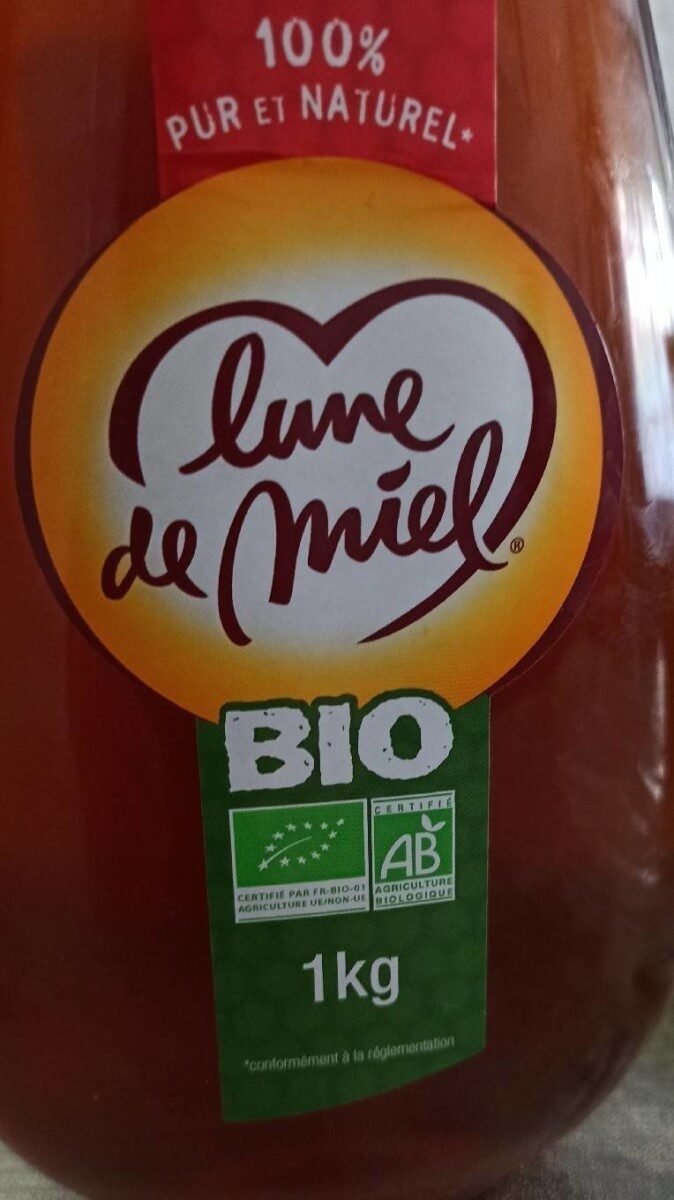 100%
PUR ET NATUREL*
lune
de miel®
BIO
CERTIFIÉ PAR FR-BIO-01
AGRICULTURE UE/NON-UE
CERTIFIÉ
AB
AGRICULTURE
BIOLOGIQUE
1kg
*conformément à la réglementation